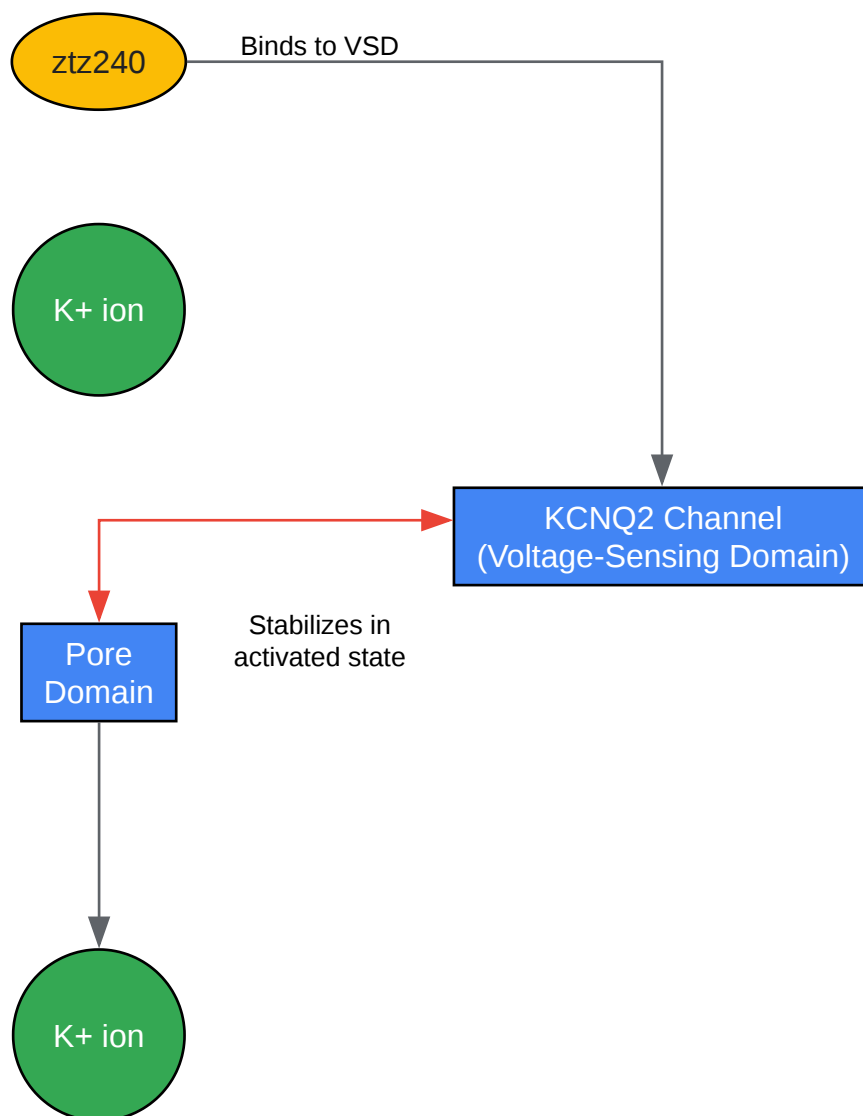 ztz240
Binds to VSD
K+ ion
KCNQ2 Channel
(Voltage-Sensing Domain)
Stabilizes in
activated state
Pore
Domain
K+ ion